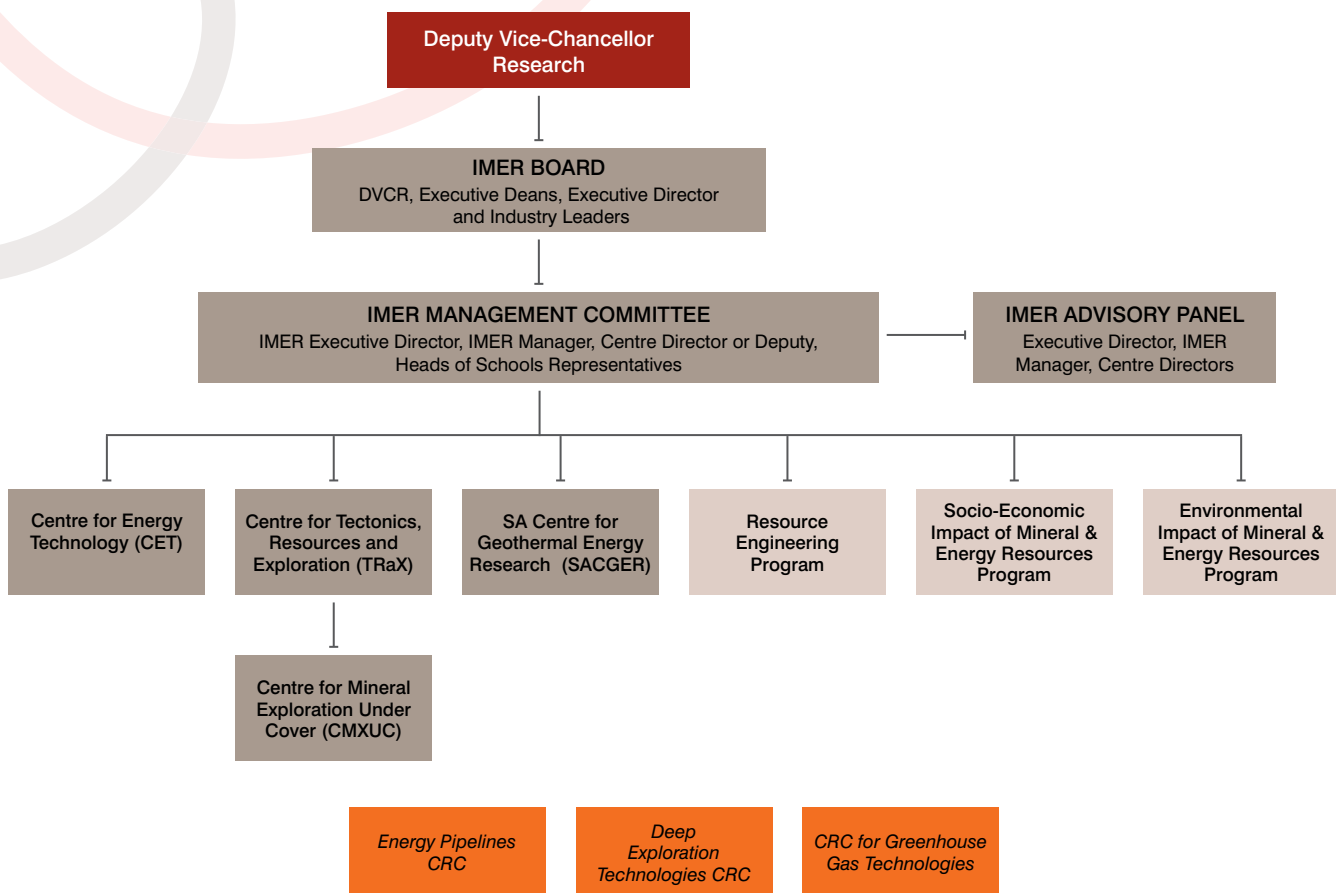 Deputy Vice-Chancellor
Research
IMER BOARD
DVCR, Executive Deans, Executive Director
and Industry Leaders
IMER MANAGEMENT COMMITTEE
IMER Executive Director, IMER Manager, Centre Director or Deputy,
Heads of Schools Representatives
IMER ADVISORY PANEL
Executive Director, IMER
Manager, Centre Directors
Centre for Energy
Technology (CET)
Centre for Tectonics,
Resources and
Exploration (TRaX)
SA Centre for
Geothermal Energy
Research (SACGER)
Resource
Engineering
Program
Socio-Economic
Impact of Mineral &
Energy Resources
Program
Environmental
Impact of Mineral &
Energy Resources
Program
Centre for Mineral
Exploration Under
Cover (CMXUC)
Energy Pipelines
CRC
Deep
Exploration
Technologies CRC
CRC for Greenhouse
Gas Technologies